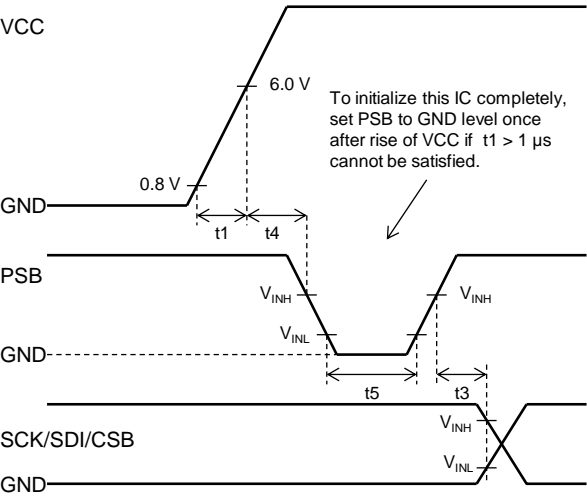 VCC
6.0 V
To initialize this IC completely,
set PSB to GND level once
after rise of VCC if t1 > 1 µs
cannot be satisfied.
0.8 V
GND
t1
t4
PSB
VINH
VINH
VINL
GND
t5
t3
VINH
SCK/SDI/CSB
VINL
GND